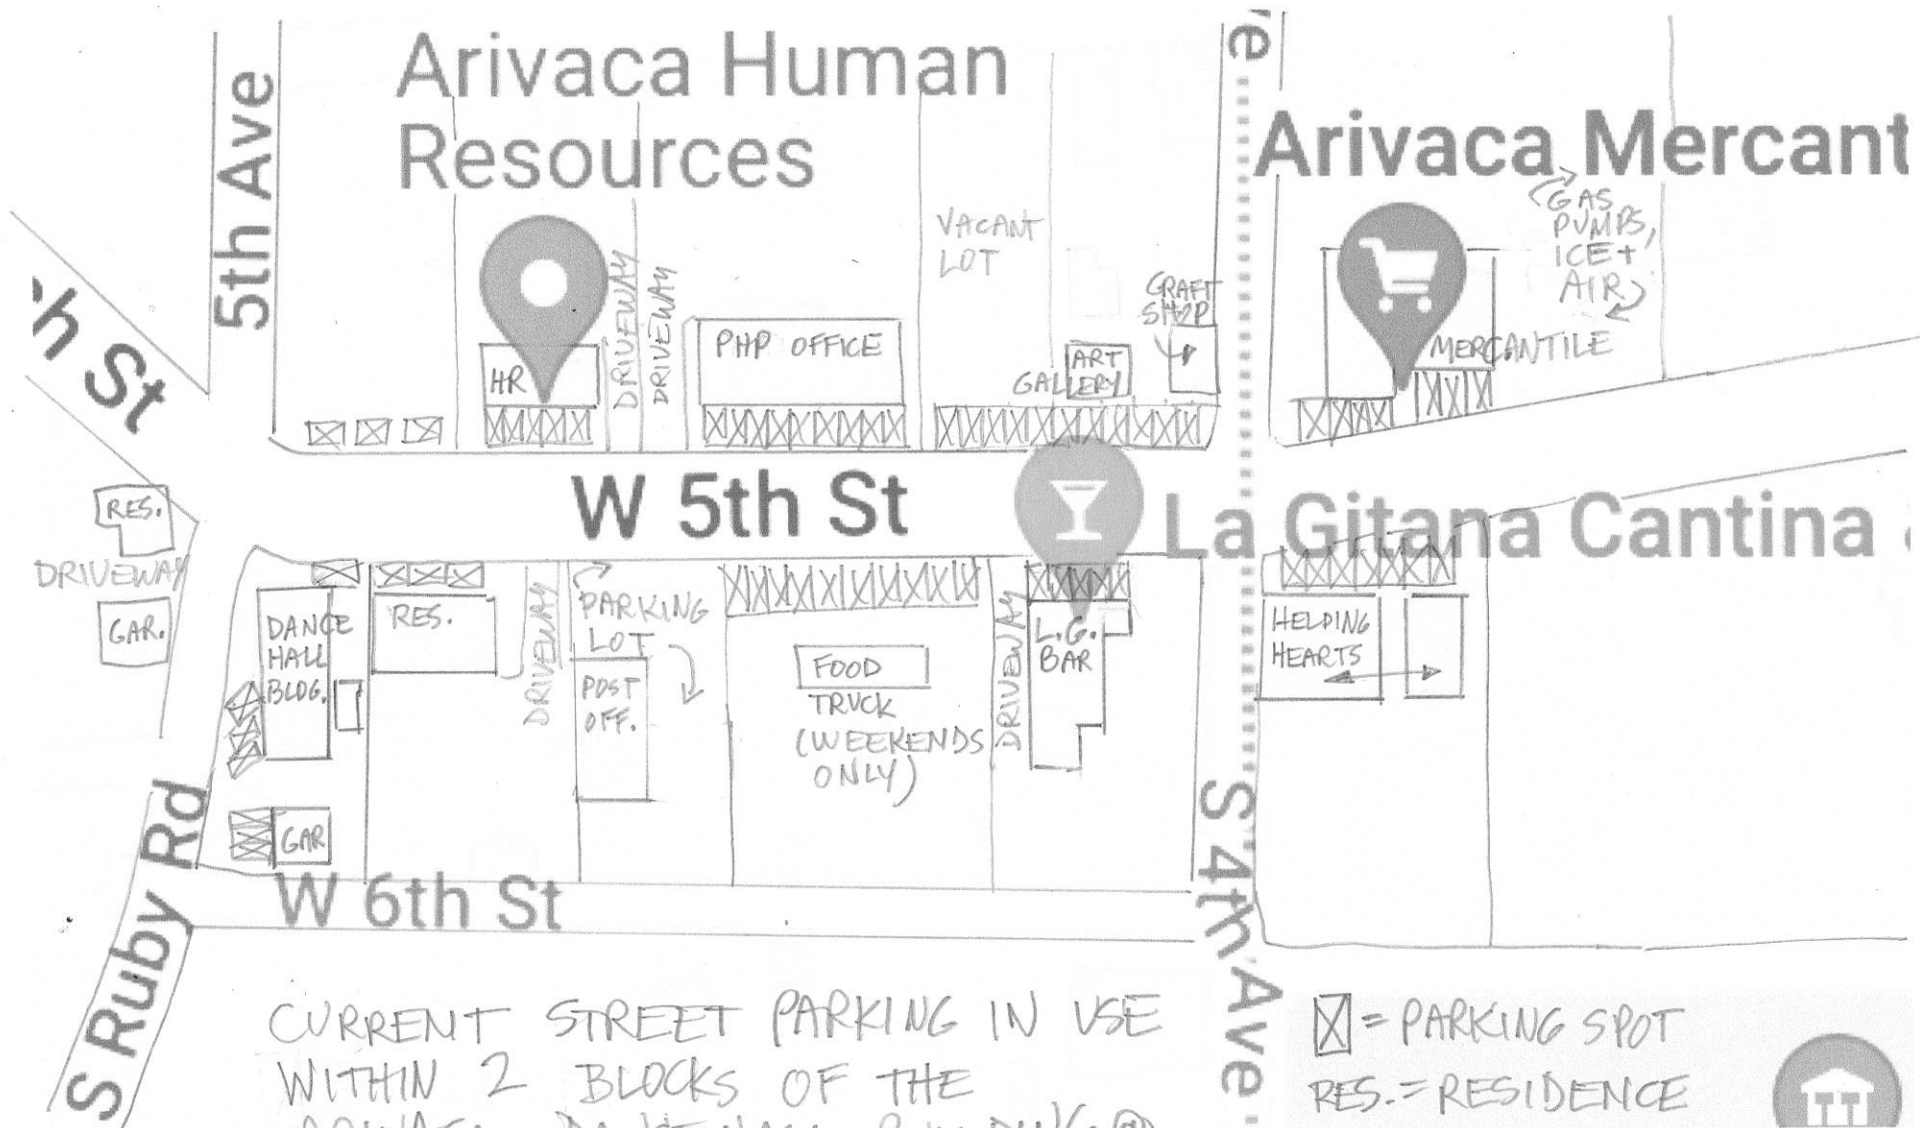 Arivaca Human
Resources
5th Ave
Arivaca Mercant
GAS
PUMPS,
ICE +
AIR
VACANT
LOT
CRAFT
SHOP
h St
DRIVEWAY
DRIVEWAY
HR
PHP OFFICE
ART
GALLERY
MERCANTILE
W 5th St
La Gitana Cantina
RES.
DRIVEWAY
GAR.
DANCE
HALL
BLDG.
RES.
DRIVEWAY
PARKING
LOT
POST
OFF.
FOOD
TRUCK
(WEEKENDS
ONLY)
DRIVEWAY
L.G.
BAR
HELPING
HEARTS
GAR
S Ruby Rd
W 6th St
S 4th Ave
CURRENT STREET PARKING IN USE
WITHIN 2 BLOCKS OF THE
= PARKING SPOT
RES. = RESIDENCE